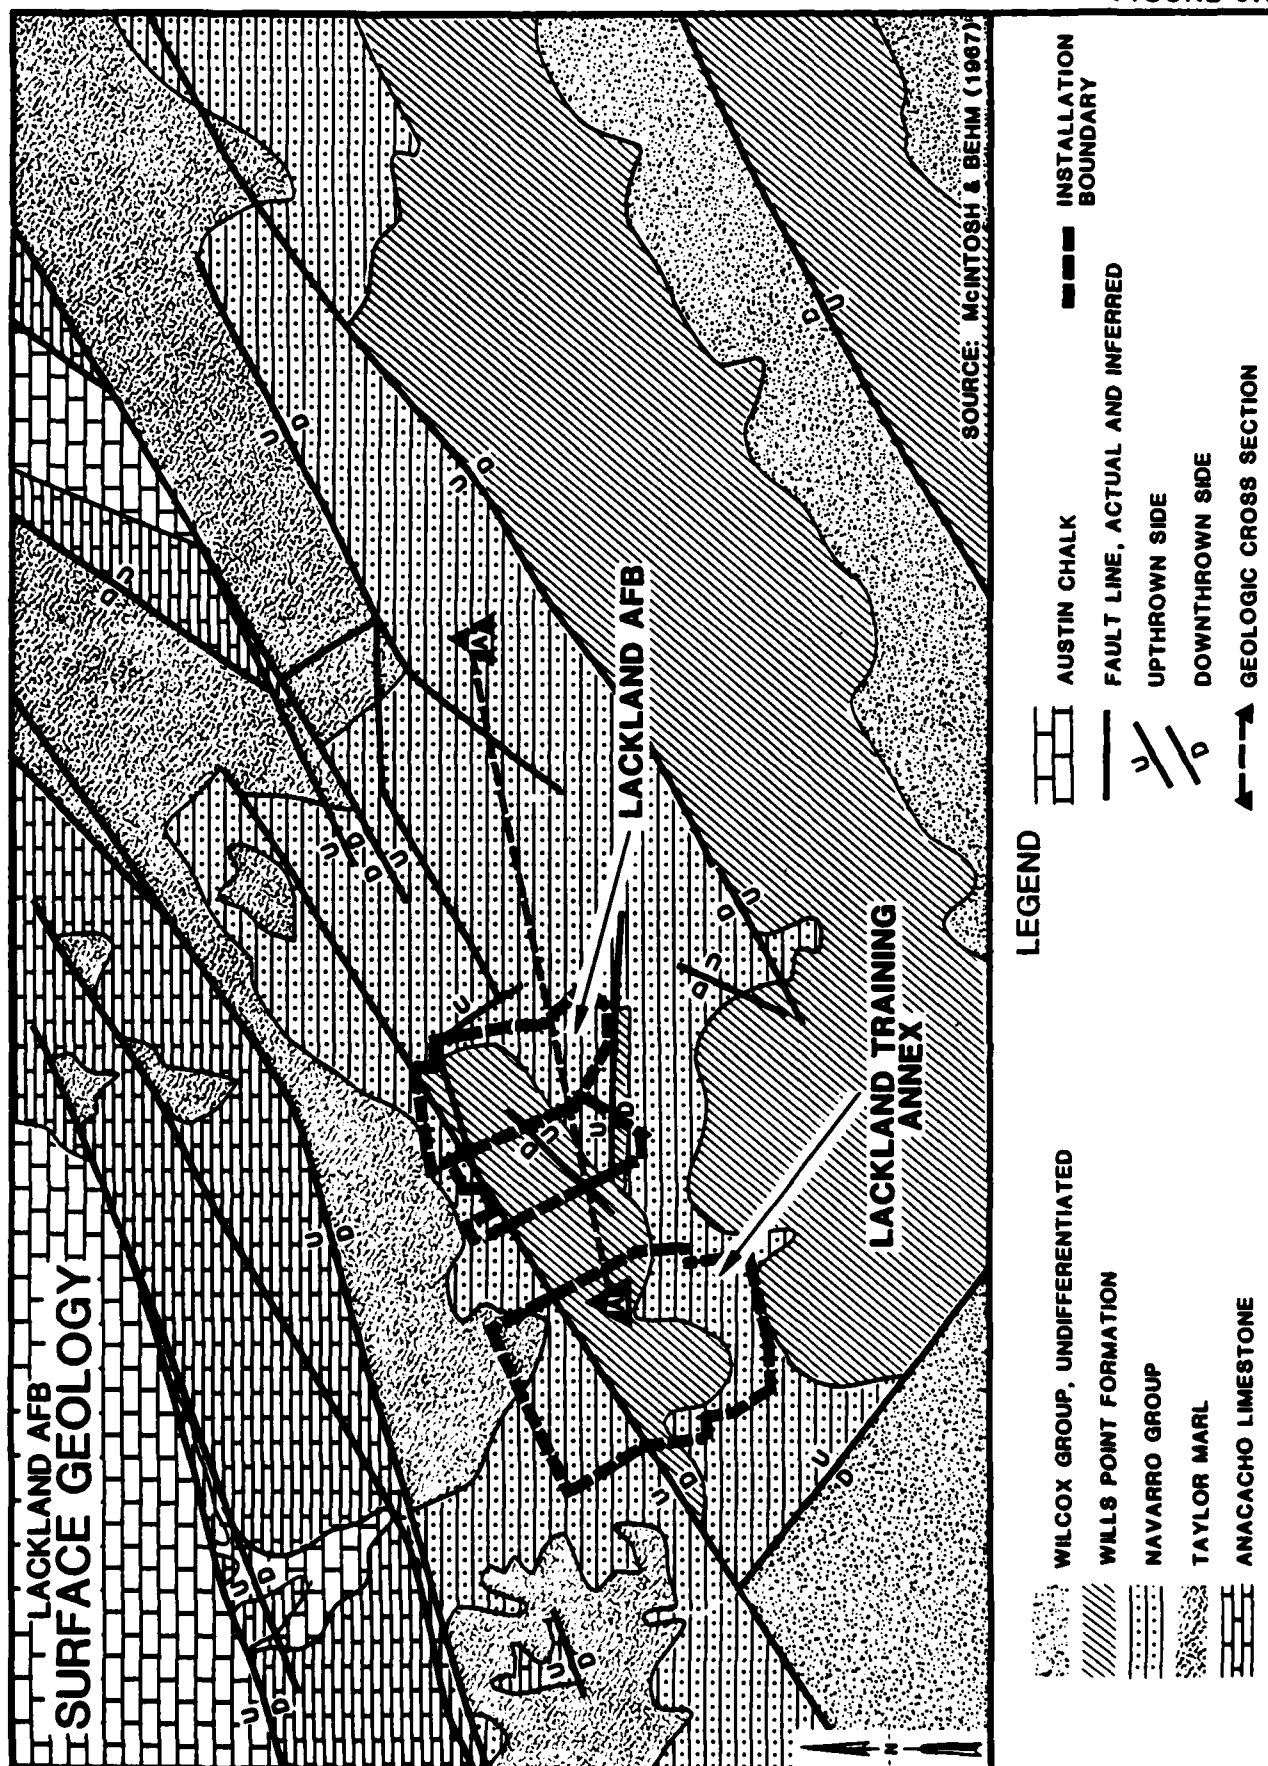 LACKLAND AFB
SURFACE GEOLOGY
LACKLAND AFB
LACKLAND TRAINING
ANNEX
SOURCE: McINTOSH & BEHM (1967)
-N-
LEGEND
WILCOX GROUP, UNDIFFERENTIATED
WILLS POINT FORMATION
NAVARRO GROUP
TAYLOR MARL
ANACACHO LIMESTONE
AUSTIN CHALK
FAULT LINE, ACTUAL AND INFERRED
U
UPTHROWN SIDE
D
DOWNTHROWN SIDE
GEOLOGIC CROSS SECTION
INSTALLATION
BOUNDARY